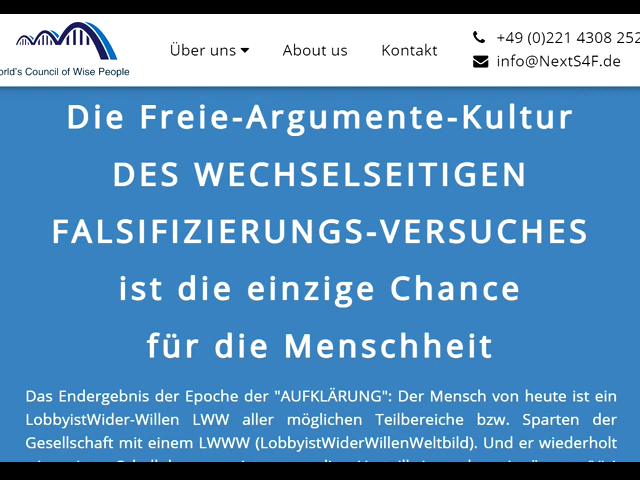 orld's Council of Wise People
Über uns
About us
Kontakt
+49 (0)221 4308 252
info@NextS4F.de
Die Freie-Argumente-Kultur
DES WECHSELSEITIGEN
FALSIFIZIERUNGS-VERSUCHES
ist die einzige Chance
für die Menschheit
Das Endergebnis der Epoche der "AUFKLÄRUNG": Der Mensch von heute ist ein
LobbyistWider-Willen LWW aller möglichen Teilbereiche bzw. Sparten der
Gesellschaft mit einem LWWW (LobbyistWiderWillenWeltbild). Und er wiederholt